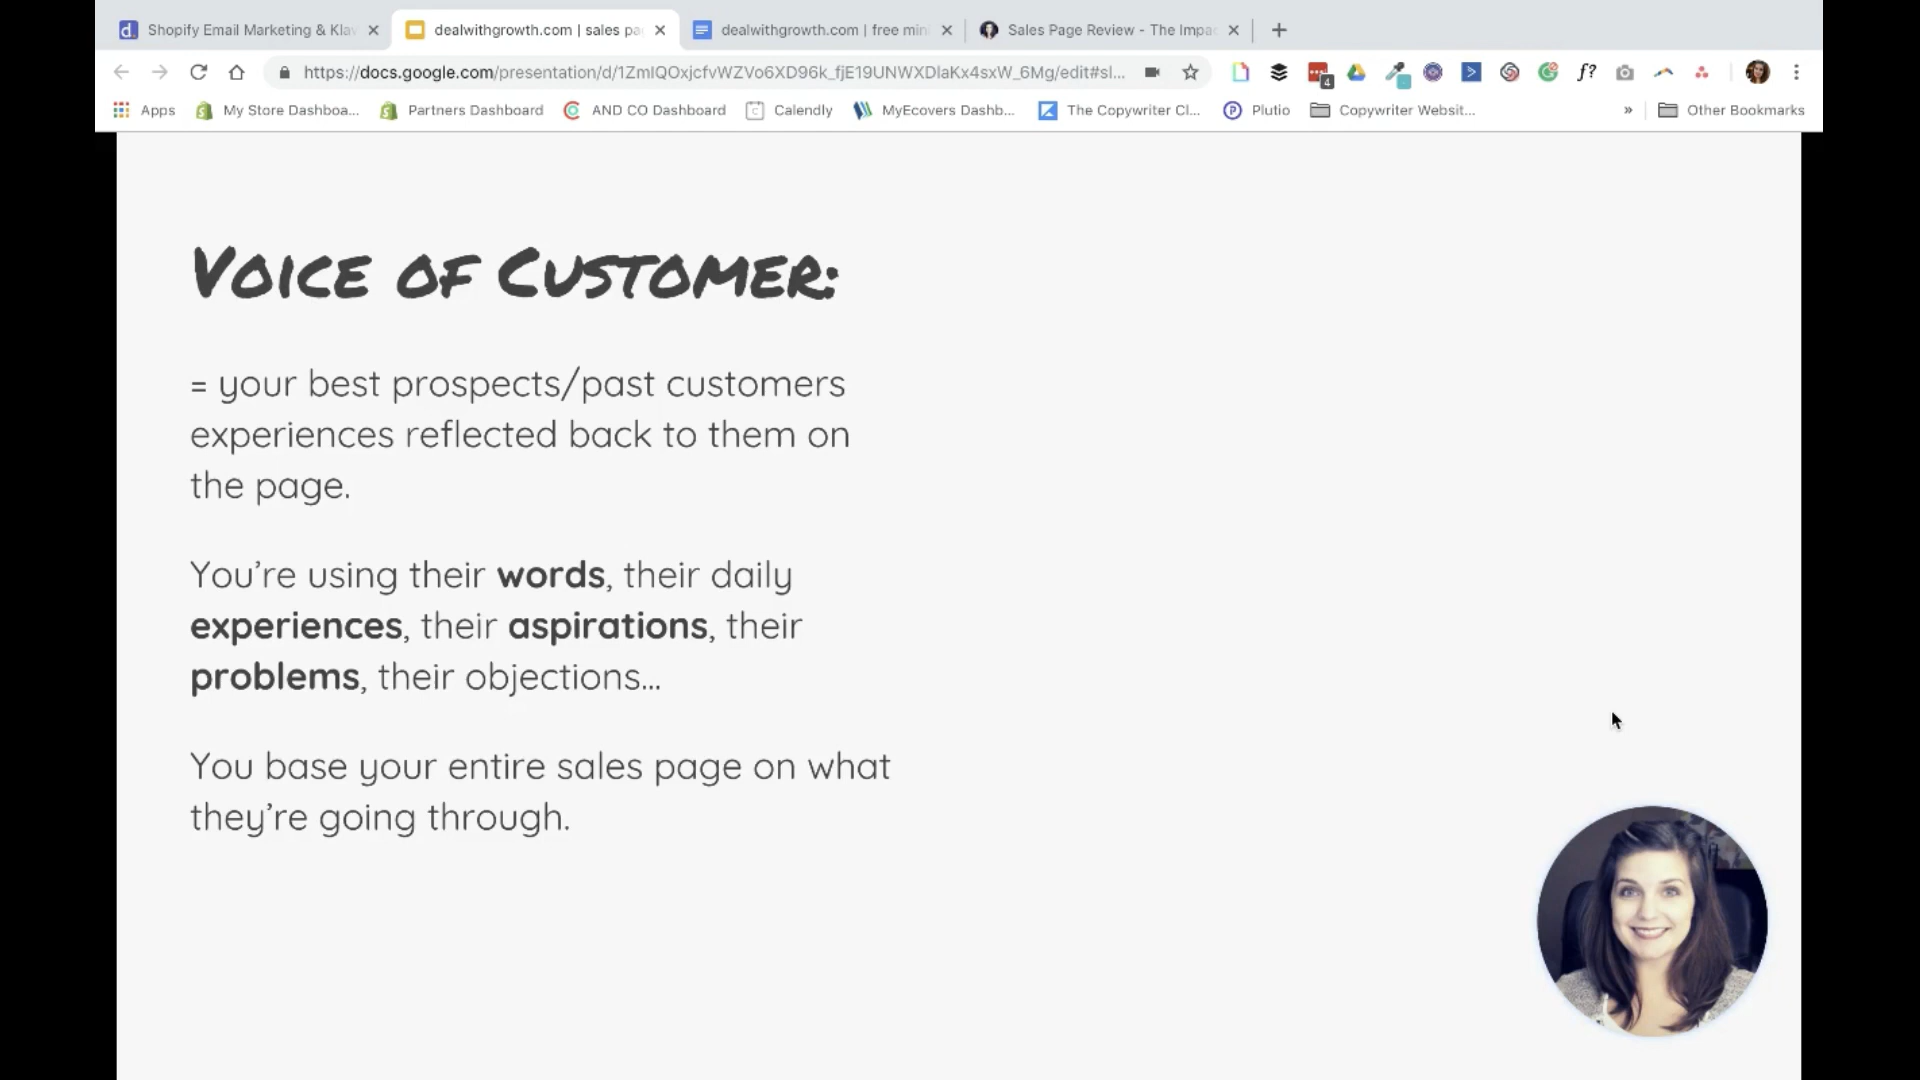 Shopify Email Marketing & Klav
dealwithgrowth.com | sales pa
dealwithgrowth.com | free mini
Sales Page Review - The Impac
https://docs.google.com/presentation/d/1ZmIQOxjcfvWZVo6XD96k_fjE19UNWXDlaKx4sxW_6Mg/edit#sl...
Apps
My Store Dashboa...
Partners Dashboard
AND CO Dashboard
Calendly
MyEcovers Dashb...
The Copywriter Cl...
Plutio
Copywriter Websit...
»
Other Bookmarks
Voice of Customer:
= your best prospects/past customers
experiences reflected back to them on
the page.
You’re using their words, their daily
experiences, their aspirations, their
problems, their objections...
You base your entire sales page on what
they’re going through.